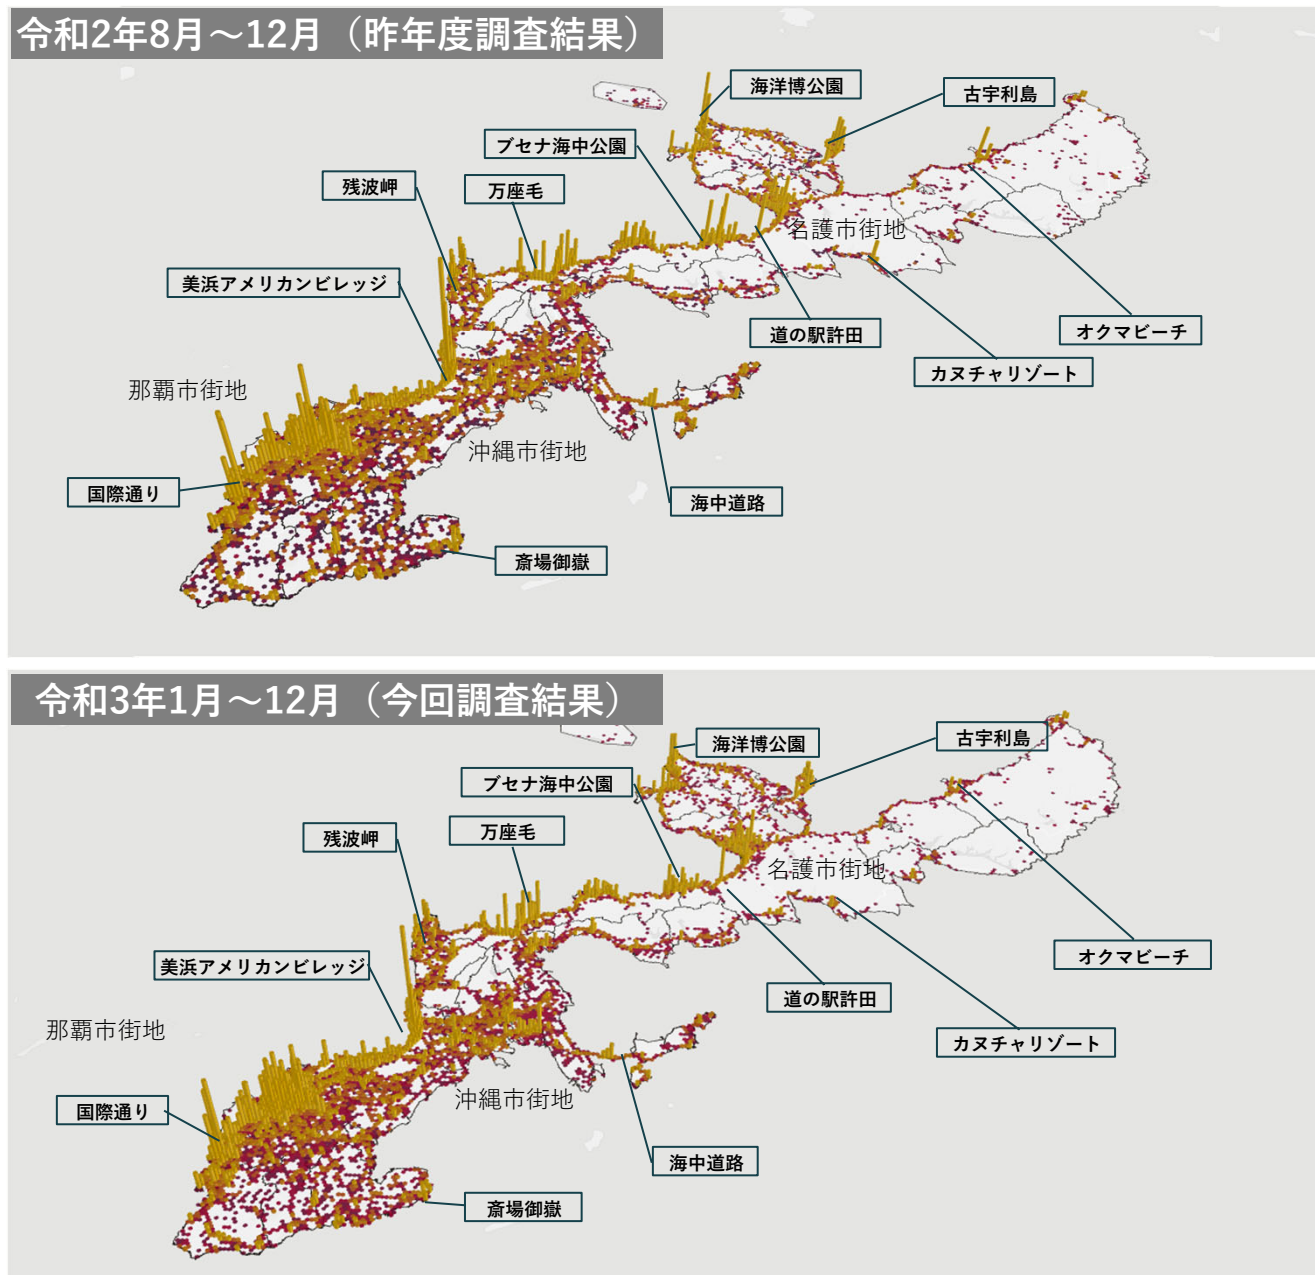 令和2年8月～12月（昨年度調査結果）
海洋博公園
古宇利島
ブセナ海中公園
残波岬
万座毛
名護市街地
美浜アメリカンビレッジ
道の駅許田
オクマビーチ
カヌチャリゾート
那覇市街地
沖縄市街地
国際通り
海中道路
斎場御嶽
令和3年1月～12月（今回調査結果）
海洋博公園
古宇利島
ブセナ海中公園
残波岬
万座毛
名護市街地
オクマビーチ
美浜アメリカンビレッジ
道の駅許田
那覇市街地
カヌチャリゾート
沖縄市街地
国際通り
海中道路
斎場御嶽